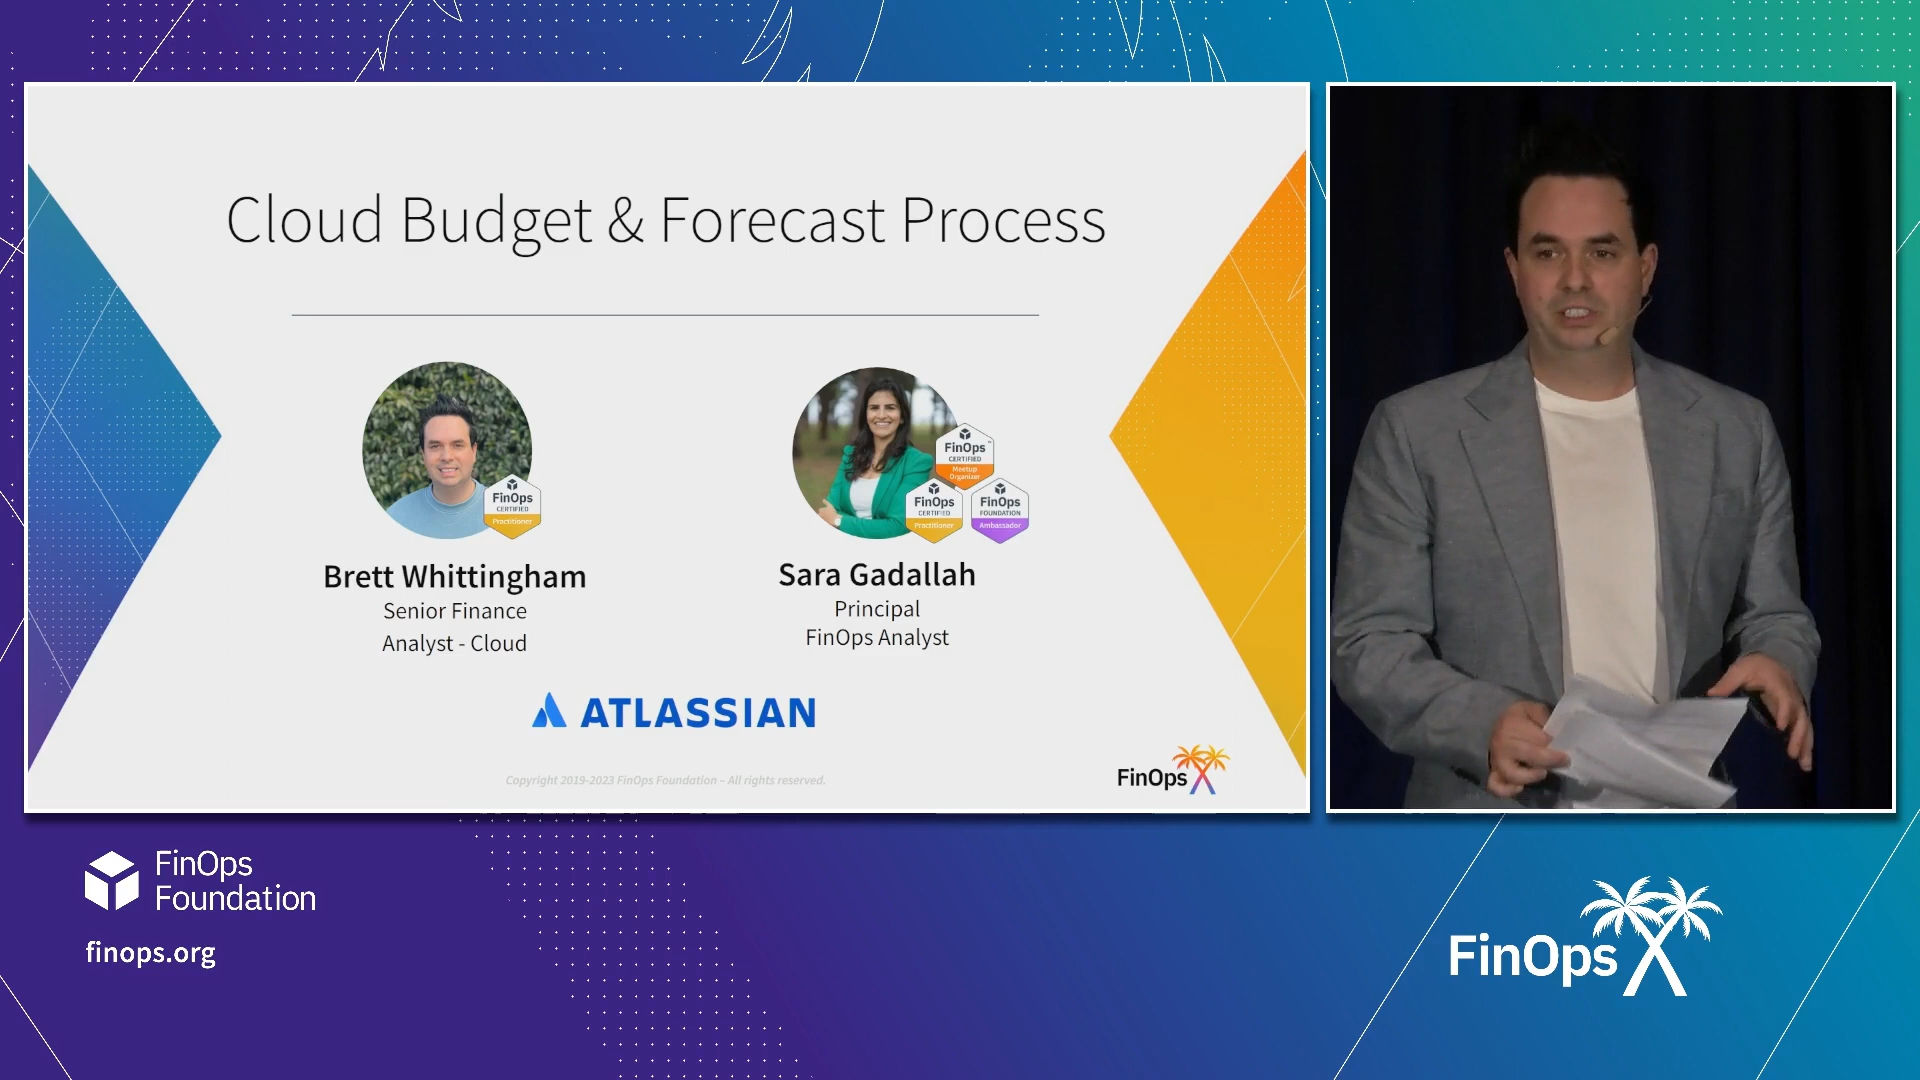 Cloud Budget & Forecast Process
FinOps
CERTIFIED
Practitioner
FinOps
CERTIFIED
Meetup
Organizer
FinOps
CERTIFIED
Practitioner
FinOps
FOUNDATION
Ambassador
Brett Whittingham
Senior Finance
Analyst - Cloud
Sara Gadallah
Principal
FinOps Analyst
ATLASSIAN
Copyright 2019-2023 FinOps Foundation – All rights reserved.
FinOps X
FinOps
Foundation
finops.org
FinOps X